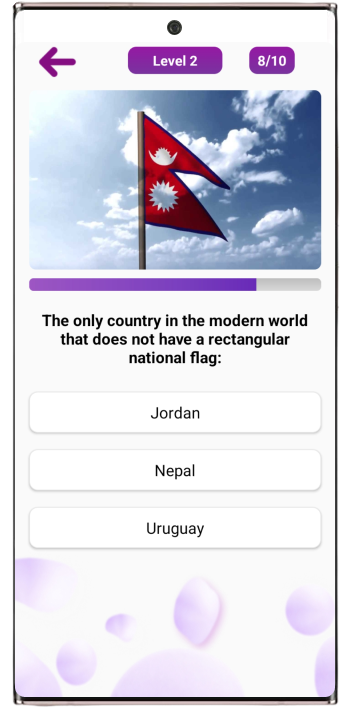 Level 2
8/10
The only country in the modern world
that does not have a rectangular
national flag:
Jordan
Nepal
Uruguay